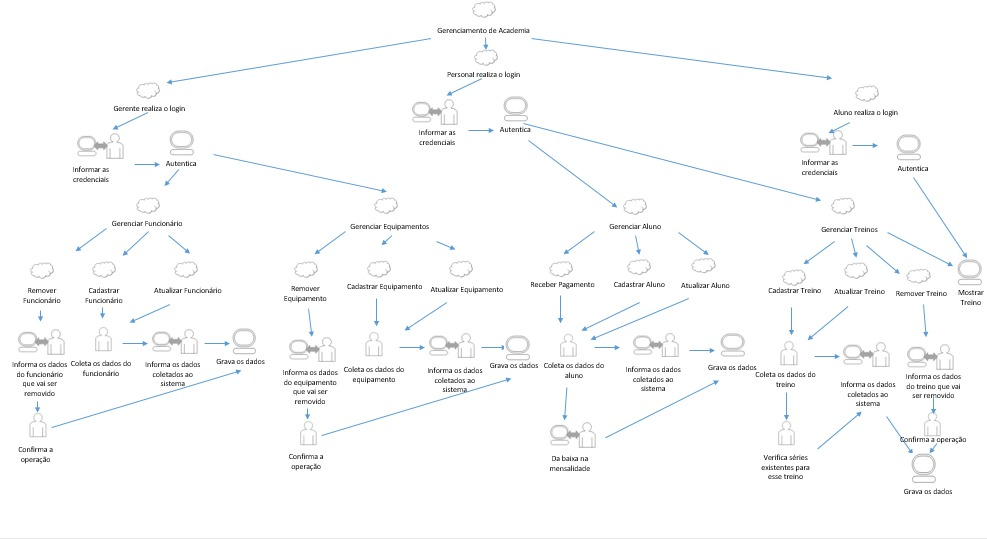 Gerenciamento de Academia
Personal realiza o login
Gerente realiza o login
Aluno realiza o login
Informar as
credenciais
Autentica
Informar as
credenciais
Autentica
Informar as
credenciais
Autentica
Gerenciar Funcionário
Gerenciar Equipamentos
Gerenciar Aluno
Gerenciar Treinos
Remover
Funcionário
Cadastrar
Funcionário
Atualizar Funcionário
Remover
Equipamento
Cadastrar Equipamento
Atualizar Equipamento
Receber Pagamento
Cadastrar Aluno
Atualizar Aluno
Cadastrar Treino
Atualizar Treino
Remover Treino
Mostrar
Treino
Informa os dados
do funcionário
que vai ser
removido
Coleta os dados do
funcionário
Informa os dados
coletados ao
sistema
Grava os dados
Informa os dados
do equipamento
que vai ser
removido
Coleta os dados do
equipamento
Informa os dados
coletados ao
sistema
Grava os dados
Coleta os dados do
aluno
Informa os dados
coletados ao
sistema
Grava os dados
Coleta os dados do
treino
Informa os dados
coletados ao
sistema
Informa os dados
do treino que vai
ser removido
Confirma a
operação
Confirma a
operação
Da baixa na
mensalidade
Verifica séries
existentes para
esse treino
Confirma a operação
Grava os dados